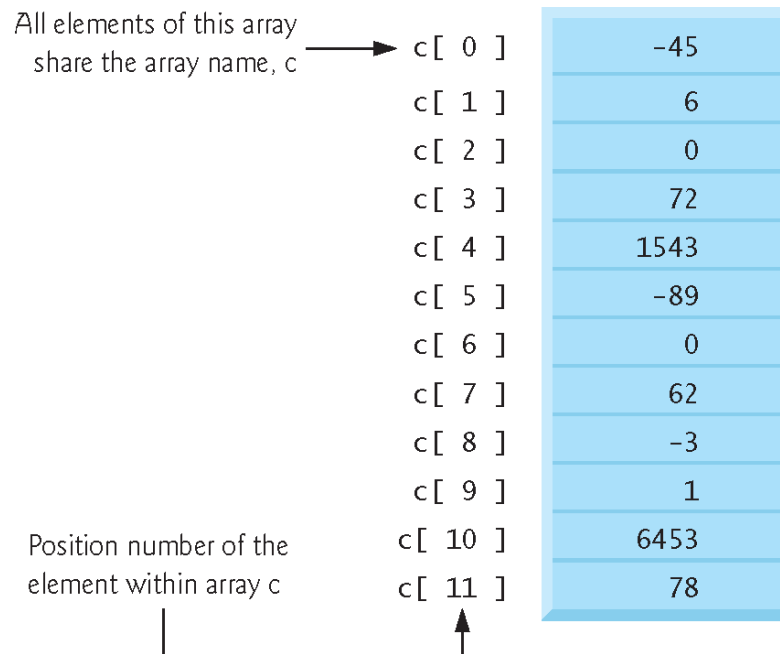 All elements of this array
share the array name, c
c[ 0 ] -45
c[ 1 ] 6
c[ 2 ] 0
c[ 3 ] 72
c[ 4 ] 1543
c[ 5 ] -89
c[ 6 ] 0
c[ 7 ] 62
c[ 8 ] -3
c[ 9 ] 1
c[ 10 ] 6453
c[ 11 ] 78
Position number of the
element within array c